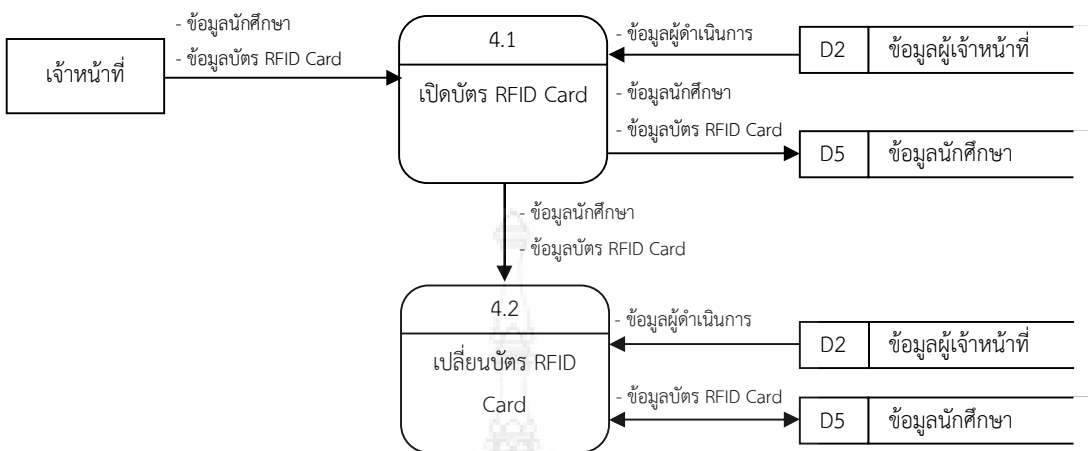 - ข้อมูลนักศึกษา
- ข้อมูลบัตร RFID Card
เจ้าหน้าที่
4.1
เปิดบัตร RFID Card
- ข้อมูลผู้ดำเนินการ
D2 ข้อมูลผู้เจ้าหน้าที่
- ข้อมูลนักศึกษา
- ข้อมูลบัตร RFID Card
D5 ข้อมูลนักศึกษา
- ข้อมูลนักศึกษา
- ข้อมูลบัตร RFID Card
4.2
เปลี่ยนบัตร RFID
Card
- ข้อมูลผู้ดำเนินการ
D2 ข้อมูลผู้เจ้าหน้าที่
- ข้อมูลบัตร RFID Card
D5 ข้อมูลนักศึกษา